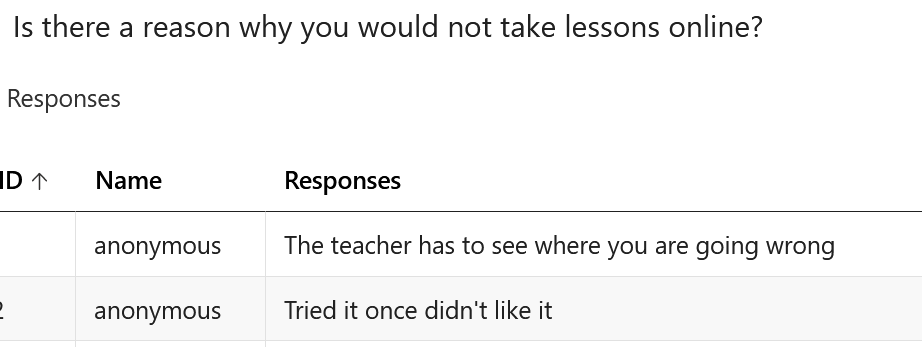 Is there a reason why you would not take lessons online?
Responses
ID ↑ Name Responses
anonymous The teacher has to see where you are going wrong
2 anonymous Tried it once didn't like it